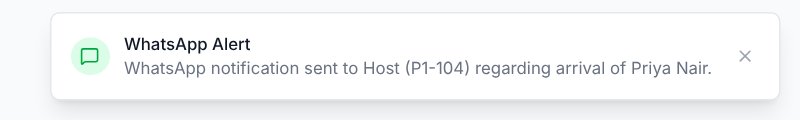 WhatsApp Alert
WhatsApp notification sent to Host (P1-104) regarding arrival of Priya Nair.